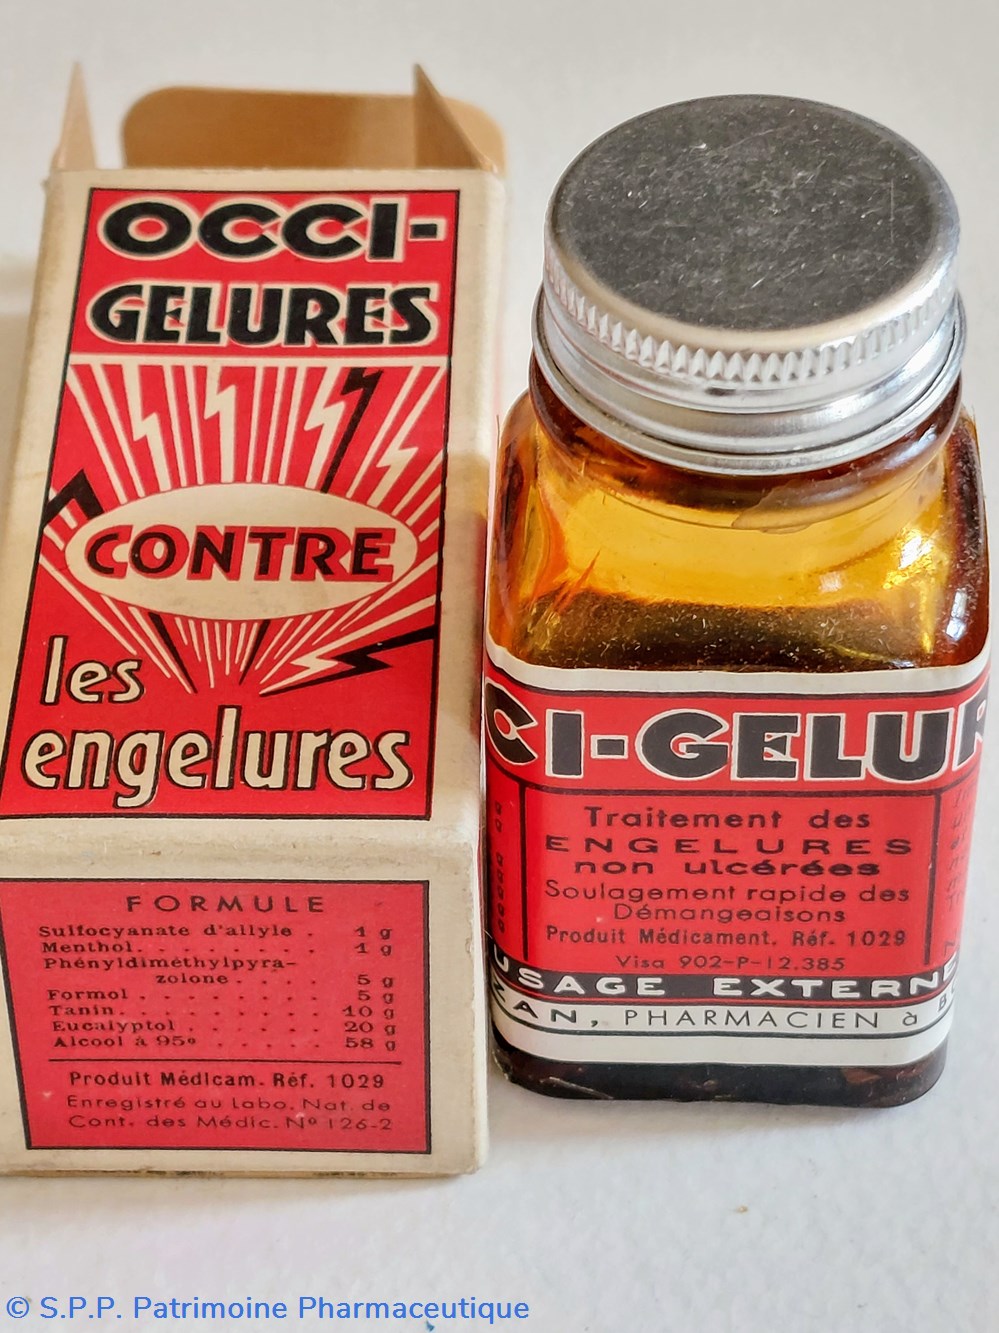 OCCI-
GELURES
CONTRE
les
engelures
FORMULE
Sulfocyanate d'allyle . 1 g
Menthol. . . . . . . . 1 g
Phényldiméthylpyra-
zolone . . . . 5 g
Formol . . . . . . . . 5 g
Tanin. . . . . . . . . 10 g
Eucalyptol . . . . . . 20 g
Alcool à 95° . . . . . 58 g
Produit Médicam. Réf. 1029
Enregistré au Labo. Nat. de
Cont. des Médic. N° 126-2
CI-GELUR
Traitement des
ENGELURES
non ulcérées
Soulagement rapide des
Démangeaisons
Produit Médicament. Réf- 1029
Visa 902-P-12.385
USAGE EXTERNE
ZAN, PHARMACIEN à
© S.P.P. Patrimoine Pharmaceutique